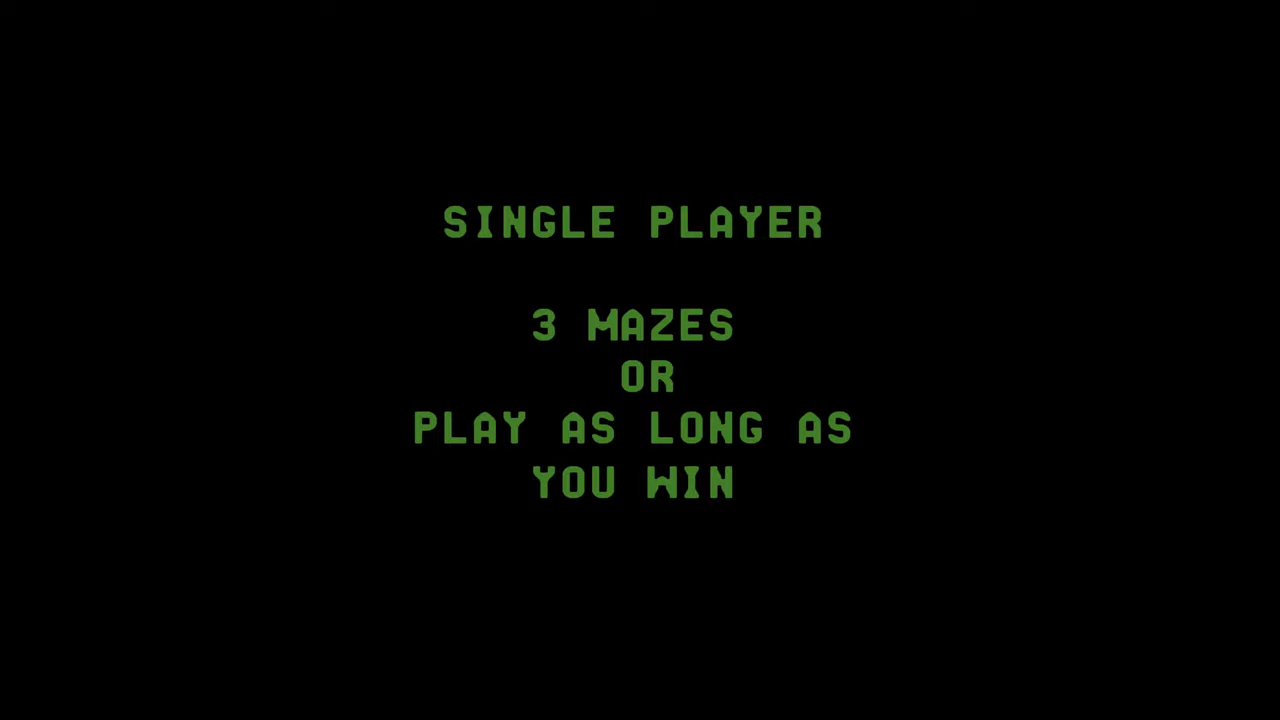 SINGLE PLAYER
3 MAZES
OR
PLAY AS LONG AS
YOU WIN